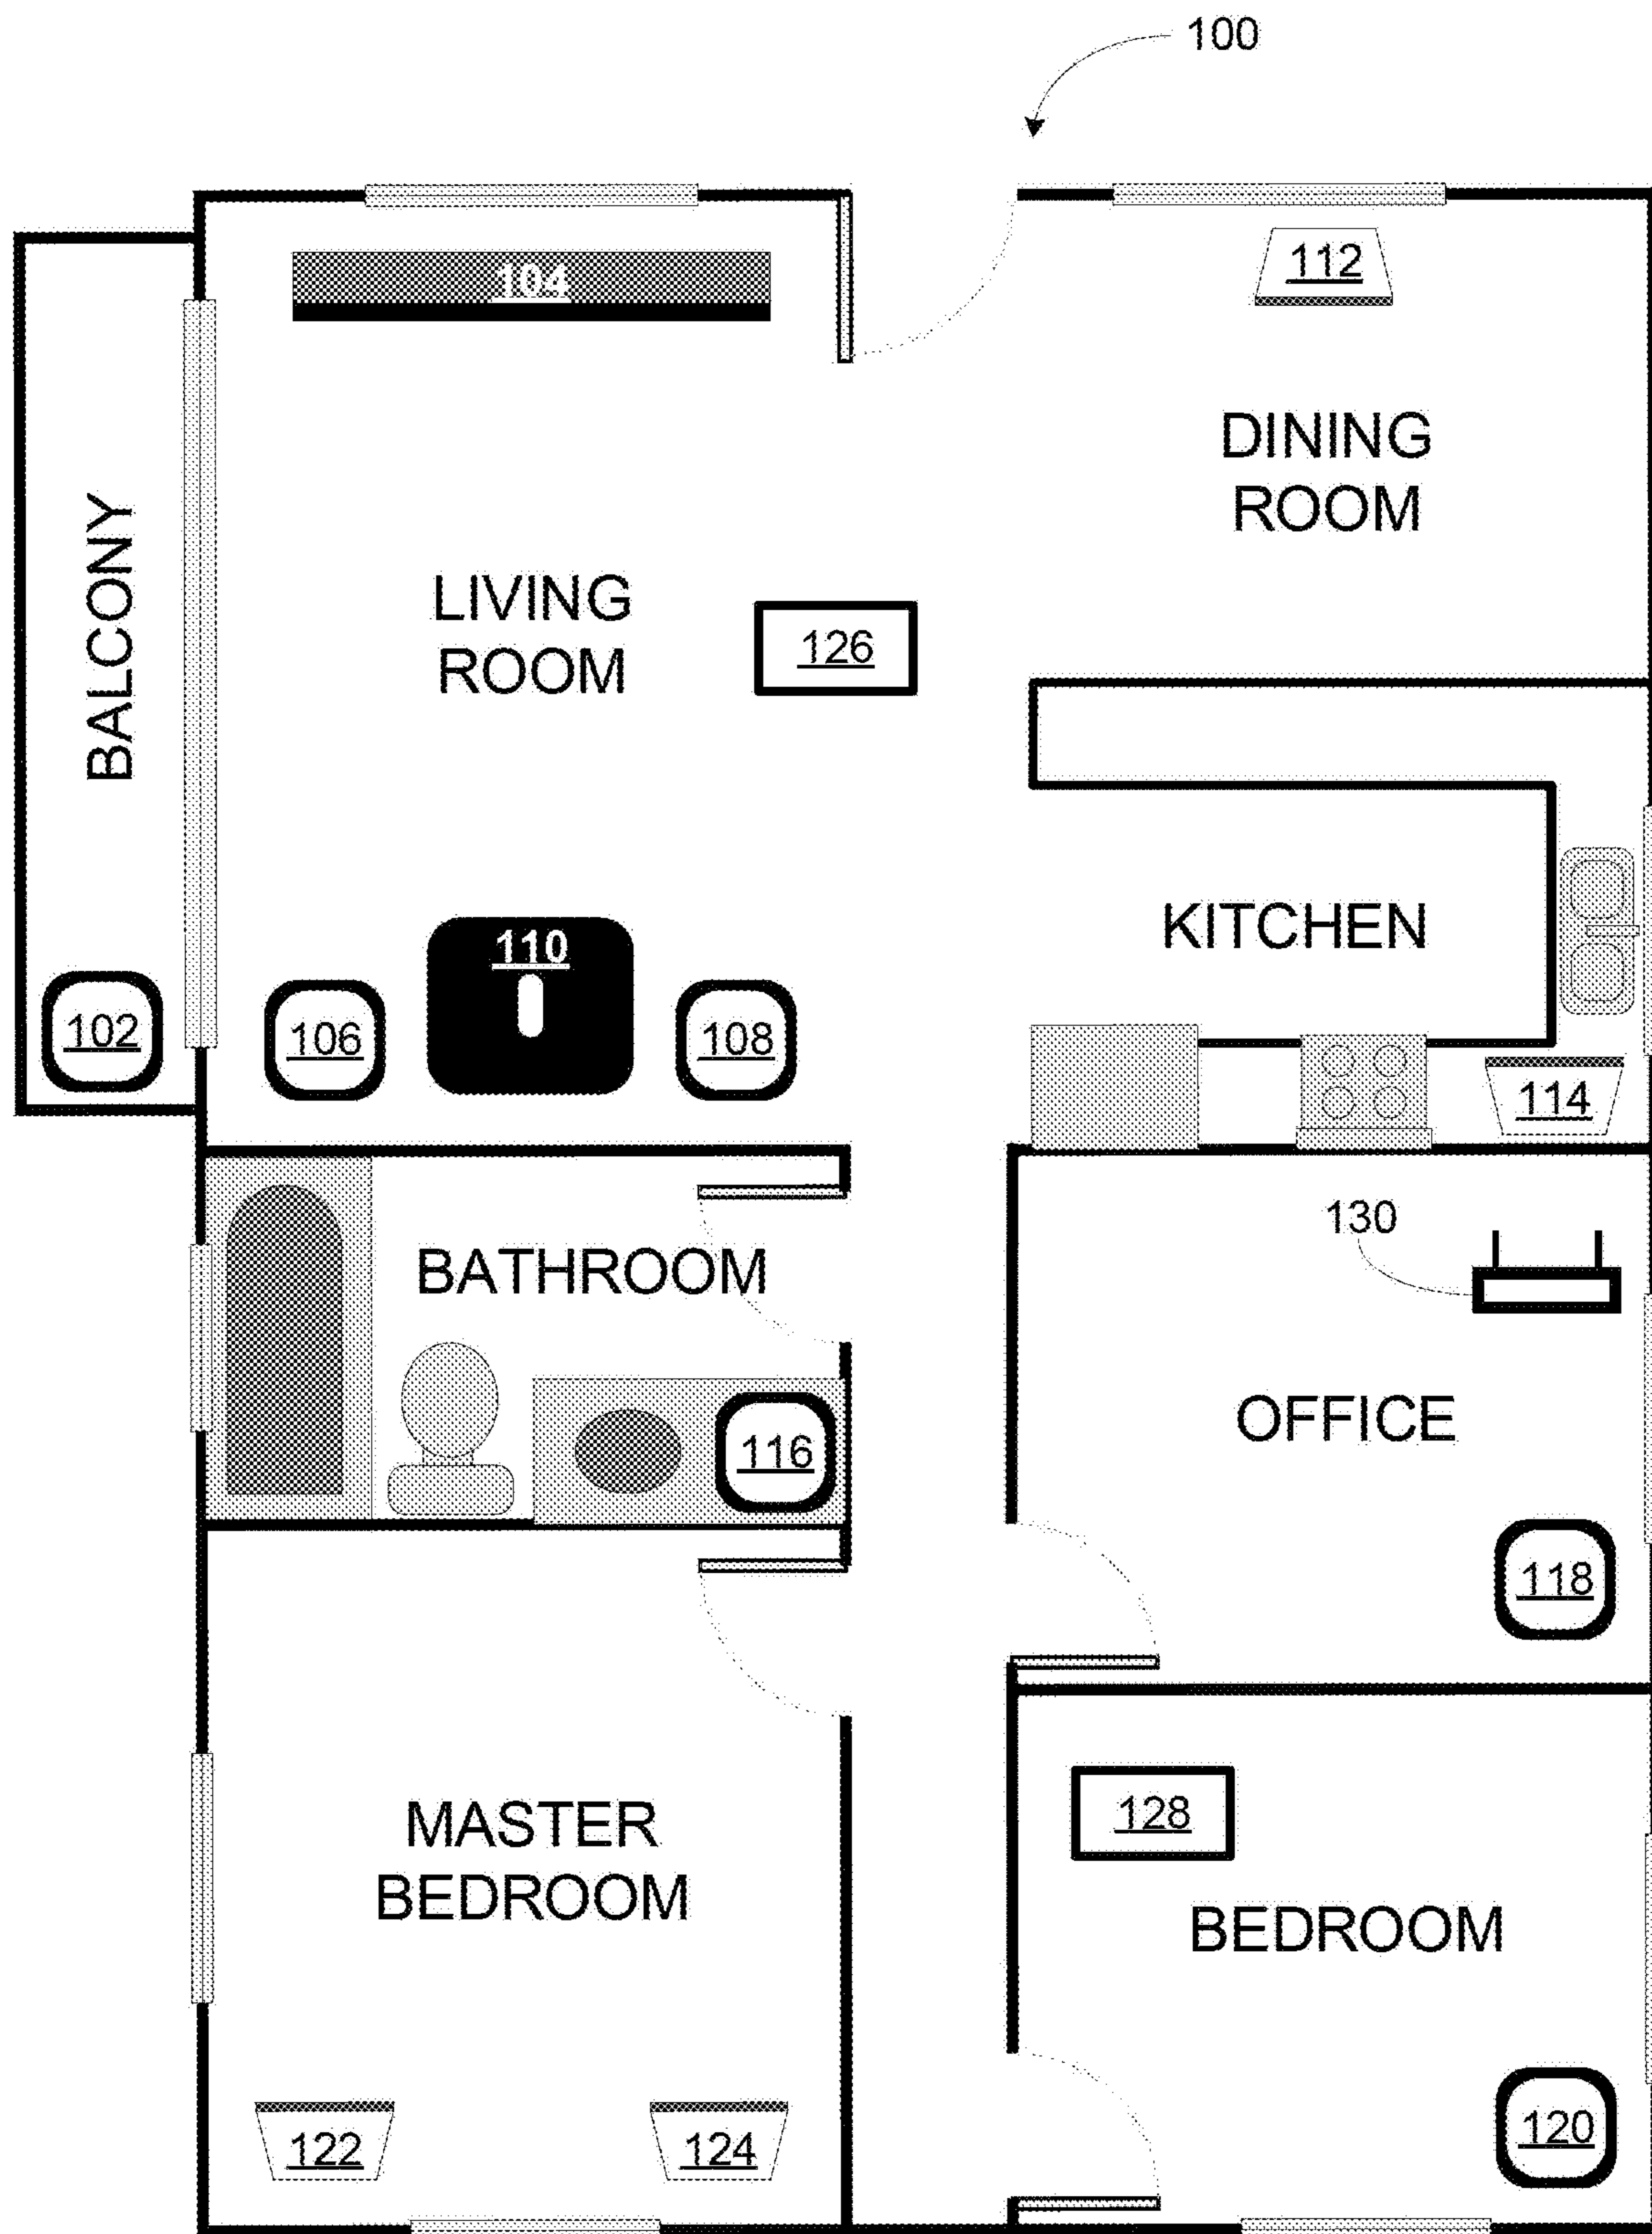 100
104
112
DINING
ROOM
BALCONY
LIVING
ROOM
126
KITCHEN
110
102
106
108
114
130
BATHROOM
OFFICE
116
118
128
MASTER
BEDROOM
BEDROOM
122
124
120